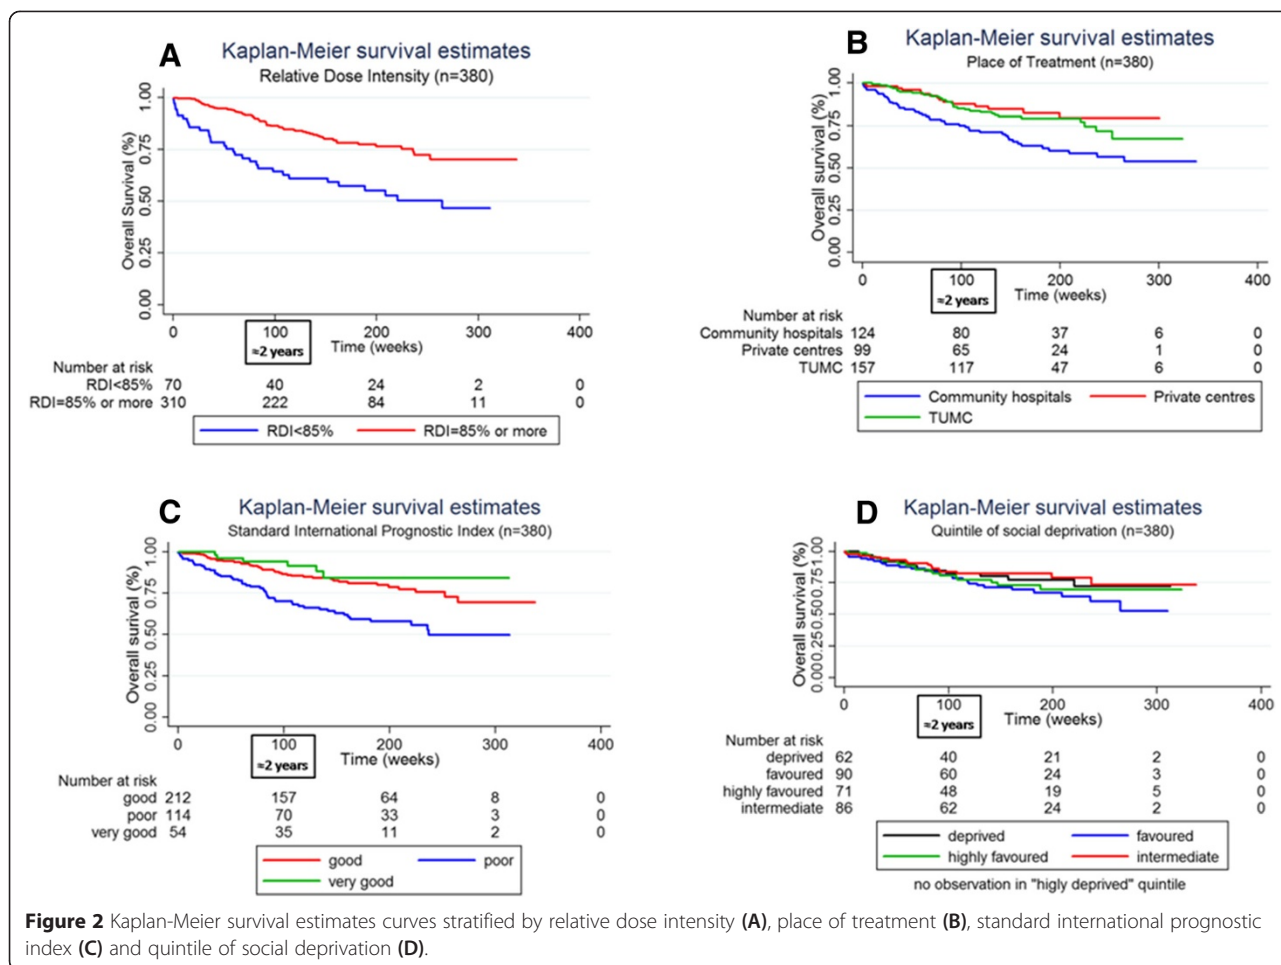 A
Kaplan-Meier survival estimates
Relative Dose Intensity (n=380)
Overall Survival (%)
1.00
0.75
0.50
0.25
0.00
0 100 200 300 400
≈2 years
Time (weeks)
Number at risk
RDI<85% 70 40 24 2 0
RDI=85% or more 310 222 84 11 0
RDI<85% RDI=85% or more
B
Kaplan-Meier survival estimates
Place of Treatment (n=380)
Overall survival (%)
1.00
0.75
0.50
0.25
0.00
0 100 200 300 400
≈2 years
Time (weeks)
Number at risk
Community hospitals 124 80 37 6 0
Private centres 99 65 24 1 0
TUMC 157 117 47 6 0
Community hospitals Private centres
TUMC
C
Kaplan-Meier survival estimates
Standard International Prognostic Index (n=380)
Overall survival (%)
1.00
0.75
0.50
0.25
0.00
0 100 200 300 400
≈2 years
Time (weeks)
Number at risk
good 212 157 64 8 0
poor 114 70 33 3 0
very good 54 35 11 2 0
good poor
very good
D
Kaplan-Meier survival estimates
Quintile of social deprivation (n=380)
Overall survival (%)
1.00
0.75
0.50
0.25
0.00
0 100 200 300 400
≈2 years
Time (weeks)
Number at risk
deprived 62 40 21 2 0
favoured 90 60 24 3 0
highly favoured 71 48 19 5 0
intermediate 86 62 24 2 0
deprived favoured
highly favoured intermediate
no observation in "higly deprived" quintile
Figure 2 Kaplan-Meier survival estimates curves stratified by relative dose intensity (A), place of treatment (B), standard international prognostic
index (C) and quintile of social deprivation (D).